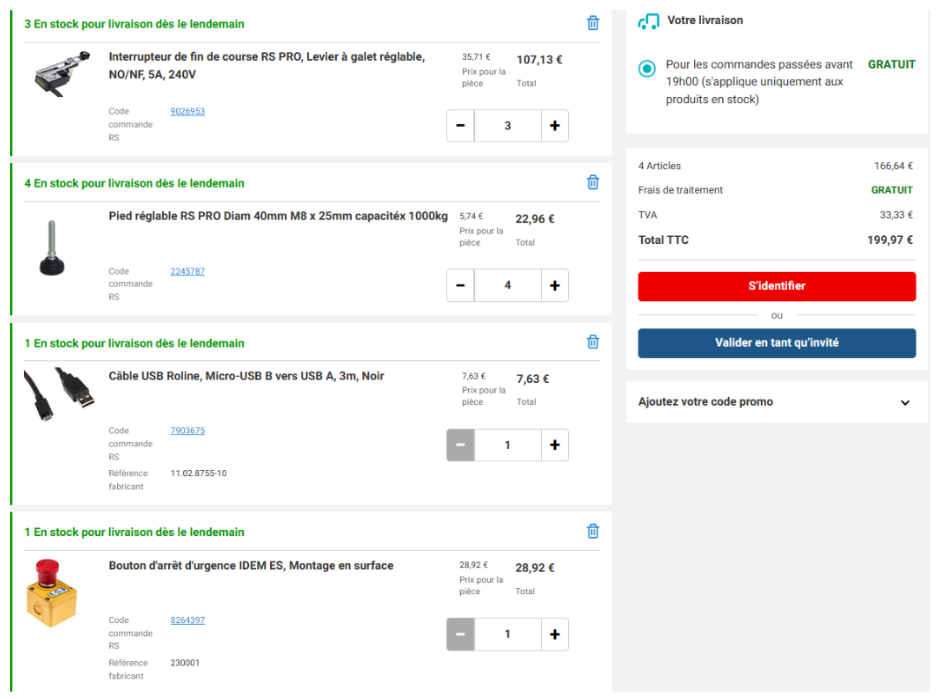 3 En stock pour livraison dès le lendemain
Interrupteur de fin de course RS PRO, Levier à galet réglable,
NO/NF, 5A, 240V
35,71 €
Prix pour la
pièce
107,13 €
Total
Code
commande
RS
9026953
- 3 +
4 En stock pour livraison dès le lendemain
Pied réglable RS PRO Diam 40mm M8 x 25mm capacitéx 1000kg
5,74 €
Prix pour la
pièce
22,96 €
Total
Code
commande
RS
2245787
- 4 +
1 En stock pour livraison dès le lendemain
Câble USB Roline, Micro-USB B vers USB A, 3m, Noir
7,63 €
Prix pour la
pièce
7,63 €
Total
Code
commande
RS
7903675
Référence
fabricant
11.02.8755-10
- 1 +
1 En stock pour livraison dès le lendemain
Bouton d'arrêt d'urgence IDEM ES, Montage en surface
28,92 €
Prix pour la
pièce
28,92 €
Total
Code
commande
RS
8264397
Référence
fabricant
230001
- 1 +
Votre livraison
Pour les commandes passées avant
19h00 (s'applique uniquement aux
produits en stock)
GRATUIT
4 Articles 166,64 €
Frais de traitement GRATUIT
TVA 33,33 €
Total TTC 199,97 €
S'identifier
ou
Valider en tant qu'invité
Ajoutez votre code promo